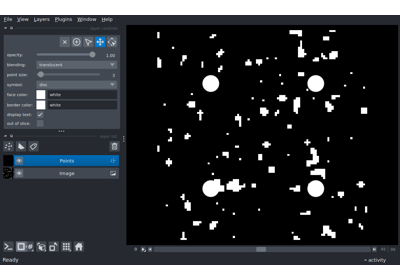 File View Layers Plugins Window Help
opacity: 1.00
blending: translucent
point size:
symbol: disc
face color: white
border color: white
display text:
out of slice:
Points
Image
Ready
activity